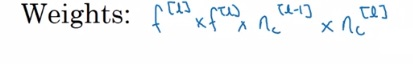 Weights: f^[l] × f^[l] × n_c^[l-1] × n_c^[l]